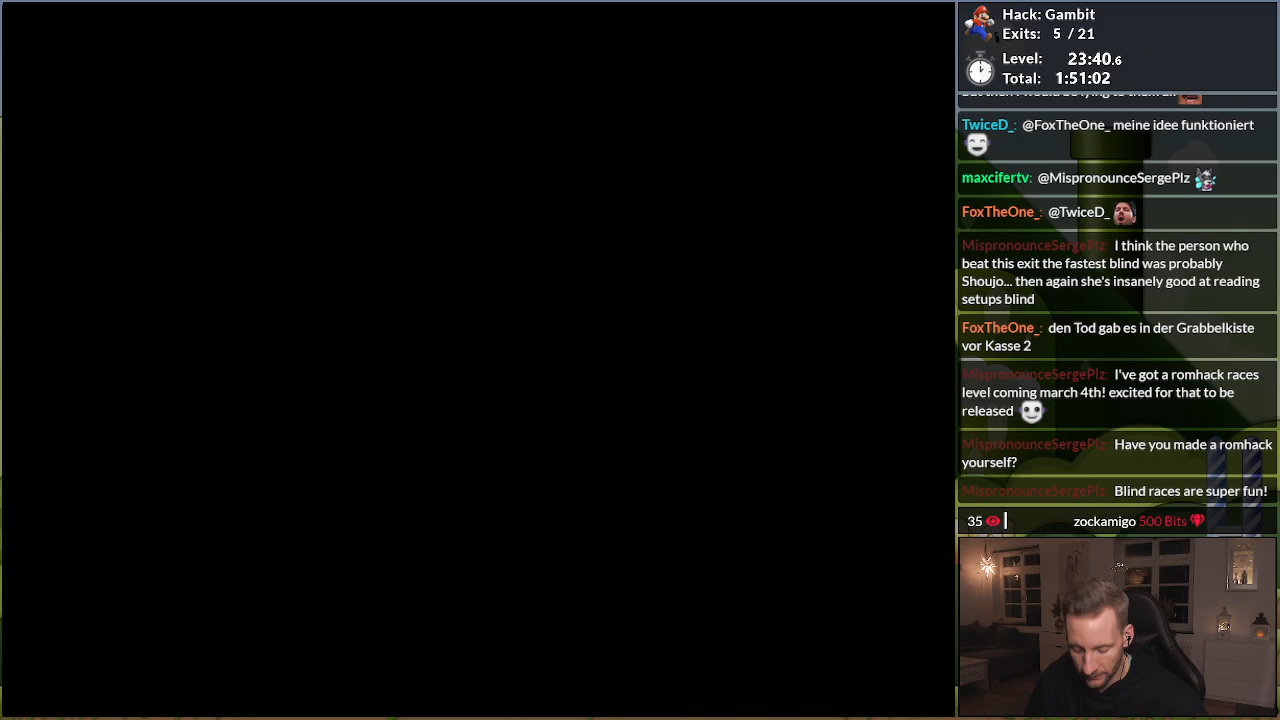 Hack: Gambit
Exits: 5 / 21
Level: 23:40.6
Total: 1:51:02
TwiceD_: @FoxTheOne_ meine idee funktioniert
maxcifertv: @MispronounceSergePlz
FoxTheOne_: @TwiceD_
MispronounceSergePlz: I think the person who
beat this exit the fastest blind was probably
Shoujo... then again she's insanely good at reading
setups blind
FoxTheOne_: den Tod gab es in der Grabbelkiste
vor Kasse 2
MispronounceSergePlz: I've got a romhack races
level coming march 4th! excited for that to be
released
MispronounceSergePlz: Have you made a romhack
yourself?
MispronounceSergePlz: Blind races are super fun!
35
zockamigo 500 Bits